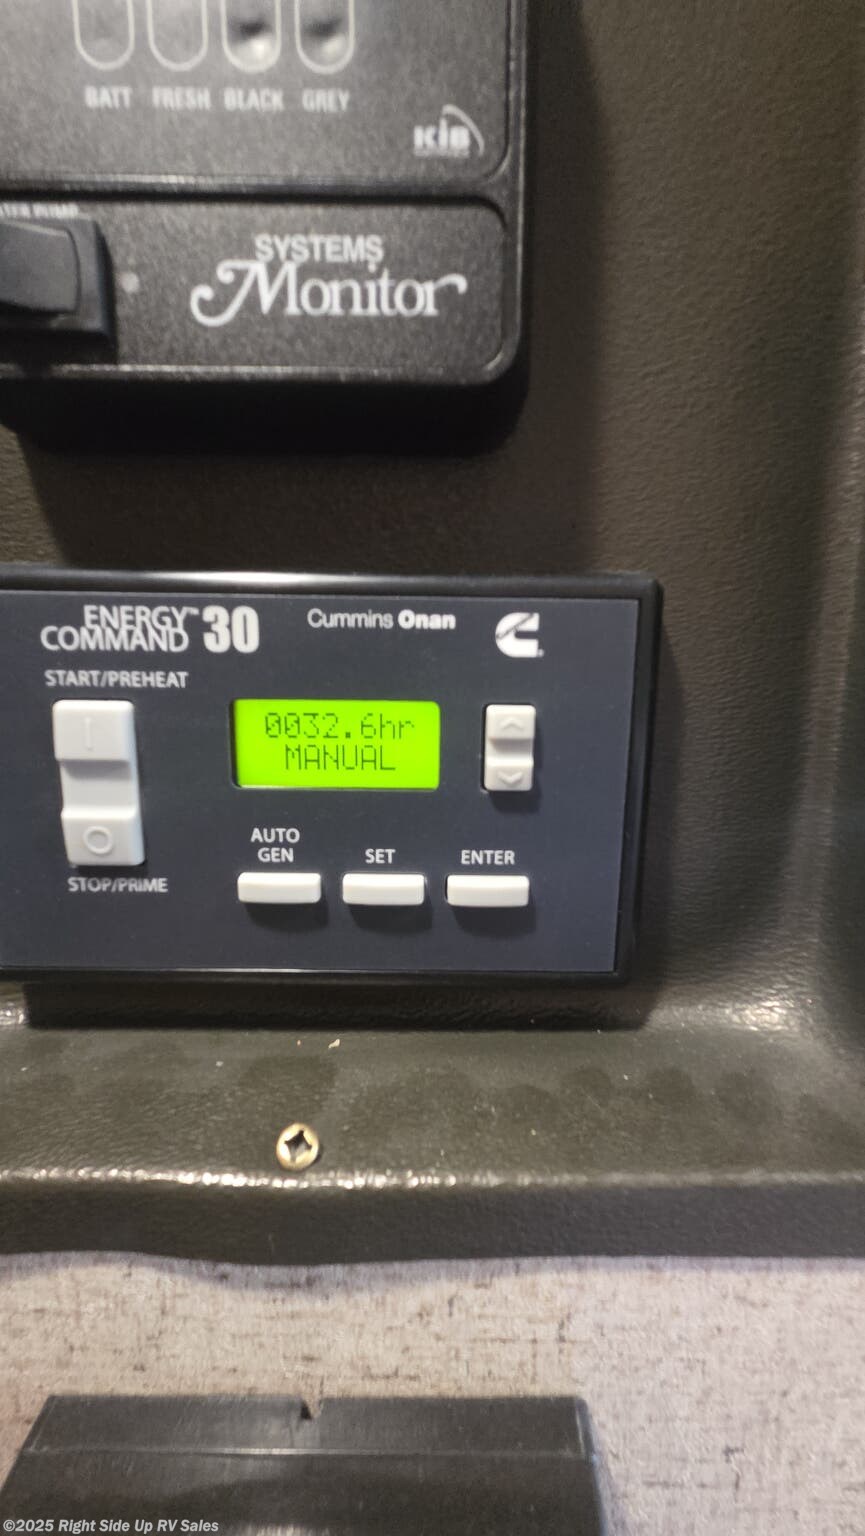 BATT FRESH BLACK GREY
KIB
SYSTEMS
Monitor
ENERGY™
COMMAND 30
Cummins Onan
START/PREHEAT
0032.6hr
MANUAL
AUTO
GEN
SET
ENTER
STOP/PRIME
©2025 Right Side Up RV Sales